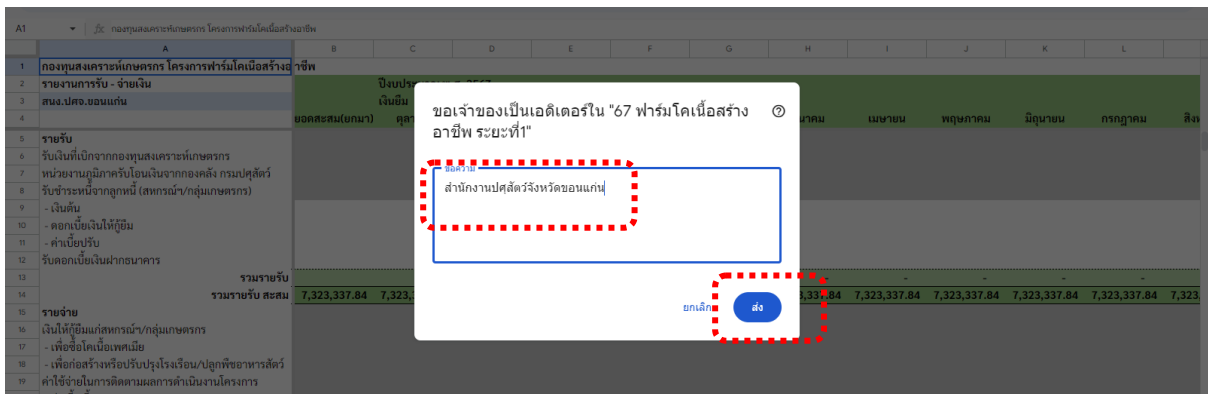 A1 fx กองทุนสงเคราะห์เกษตรกร โครงการฟาร์มโคเนื้อสร้างอาชีพ
A B C D E F G H I J K L
1 กองทุนสงเคราะห์เกษตรกร โครงการฟาร์มโคเนื้อสร้างอาชีพ
2 รายงานการรับ - จ่ายเงิน
3 สนง.ปศจ.ขอนแก่น เงินยืม
4 ยอดสะสม(ยกมา) เมษายน พฤษภาคม มิถุนายน กรกฎาคม
ขอเจ้าของเป็นเอดิเตอร์ใน "67 ฟาร์มโคเนื้อสร้าง
อาชีพ ระยะที่1"
ข้อความ
สำนักงานปศุสัตว์จังหวัดขอนแก่น
ยกเลิก ส่ง
5 รายรับ
6 รับเงินที่เบิกจากกองทุนสงเคราะห์เกษตรกร
7 หน่วยงานภูมิภาครับโอนเงินจากกองคลัง กรมปศุสัตว์
8 รับชำระหนี้จากลูกหนี้ (สหกรณ์ฯ/กลุ่มเกษตรกร)
9 - เงินต้น
10 - ดอกเบี้ยเงินให้กู้ยืม
11 - ค่าเบี้ยปรับ
12 รับดอกเบี้ยเงินฝากธนาคาร
13 รวมรายรับ - - - - -
14 รวมรายรับ สะสม 7,323,337.84 7,323, 7,323,337.84 7,323,337.84 7,323,337.84 7,323,337.84 7,323
15 รายจ่าย
16 เงินให้กู้ยืมแก่สหกรณ์ฯ/กลุ่มเกษตรกร
17 - เพื่อซื้อโคเนื้อเพศเมีย
18 - เพื่อก่อสร้างหรือปรับปรุงโรงเรือน/ปลูกพืชอาหารสัตว์
19 ค่าใช้จ่ายในการติดตามผลการดำเนินงานโครงการ